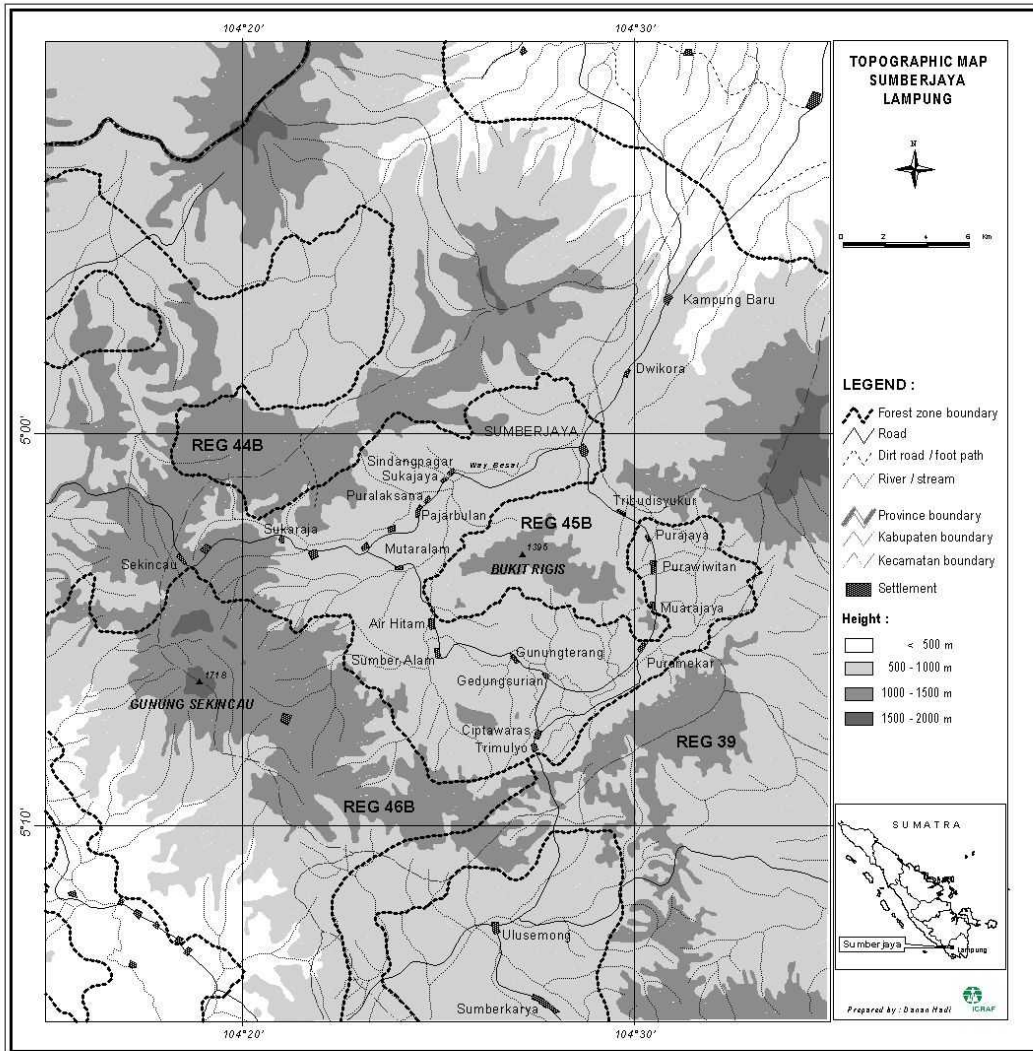 104°20'
104°30'
TOPOGRAPHIC MAP
SUMBERJAYA
LAMPUNG
N
0 2 4 6 Km
Kampung Baru
Dwikora
5°00'
REG 44B
SUMBERJAYA
Sindangpagar
Way Besai
Sukajaya
Puralaksana
Pajarbulan
REG 45B
Tribudisyukur
Sukaraja
Purajaya
Mutaralam
1395
BUKIT RIGIS
Sekincau
Purawiwitan
Muarajaya
Air Hitam
Sumber Alam
Gunungterang
Puramekar
Gedungsurian
1718
GUNUNG SEKINCAU
Ciptawaras
Trimulyo
REG 39
REG 46B
5°10'
Ulusemong
Sumberkarya
104°20'
104°30'
LEGEND :
Forest zone boundary
Road
Dirt road / foot path
River / stream
Province boundary
Kabupaten boundary
Kecamatan boundary
Settlement
Height :
< 500 m
500 - 1000 m
1000 - 1500 m
1500 - 2000 m
SUMATRA
Sumberjaya
Lampung
Prepared by : Danan Hadi
ICRAF